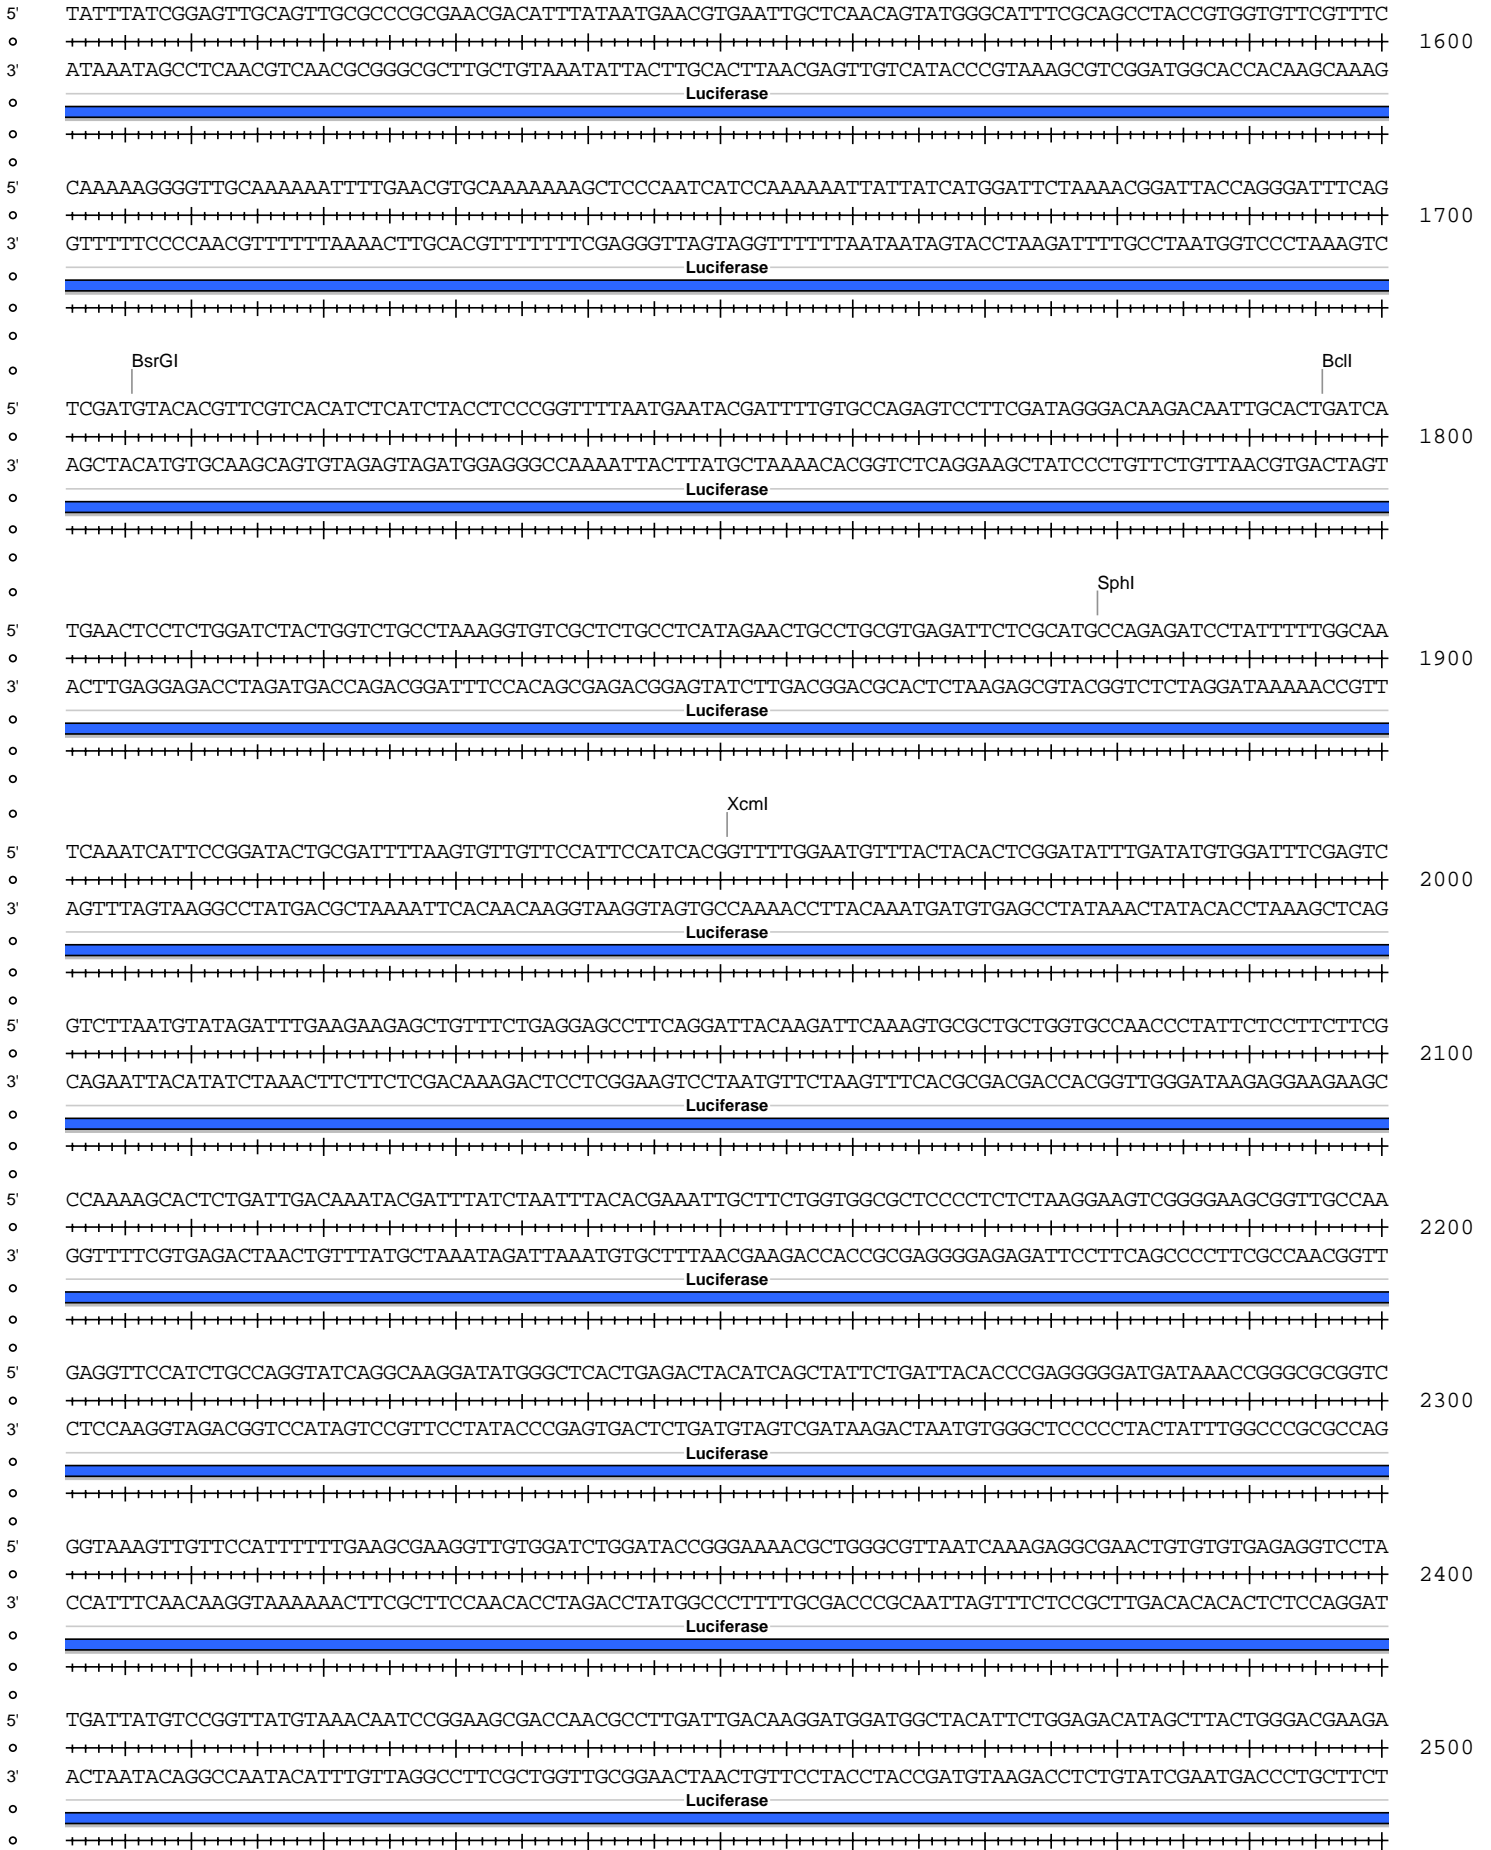 5' TATTTATCGGAGTTGCAGTTGCGCCCGCGAACGACATTTATAATGAACGTGAATTGCTCAACAGTATGGGCATTTCGCAGCCTACCGTGGTGTTCGTTTC
1600
3' ATAAATAGCCTCAACGTCAACGCGGGCGCTTGCTGTAAATATTACTTGCACTTAACGAGTTGTCATACCCGTAAAGCGTCGGATGGCACCACAAGCAAAG
Luciferase
5' CAAAAAGGGGTTGCAAAAAATTTTGAACGTGCAAAAAAAGCTCCCAATCATCCAAAAAATTATTATCATGGATTCTAAAACGGATTACCAGGGATTTCAG
1700
3' GTTTTTCCCCAACGTTTTTTAAAACTTGCACGTTTTTTTCGAGGGTTAGTAGGTTTTTTAATAATAGTACCTAAGATTTTGCCTAATGGTCCCTAAAGTC
Luciferase
BsrGI BclI
5' TCGATGTACACGTTCGTCACATCTCATCTACCTCCCGGTTTTAATGAATACGATTTTGTGCCAGAGTCCTTCGATAGGGACAAGACAATTGCACTGATCA
1800
3' AGCTACATGTGCAAGCAGTGTAGAGTAGATGGAGGGCCAAAATTACTTATGCTAAAACACGGTCTCAGGAAGCTATCCCTGTTCTGTTAACGTGACTAGT
Luciferase
SphI
5' TGAACTCCTCTGGATCTACTGGTCTGCCTAAAGGTGTCGCTCTGCCTCATAGAACTGCCTGCGTGAGATTCTCGCATGCCAGAGATCCTATTTTTGGCAA
1900
3' ACTTGAGGAGACCTAGATGACCAGACGGATTTCCACAGCGAGACGGAGTATCTTGACGGACGCACTCTAAGAGCGTACGGTCTCTAGGATAAAAACCGTT
Luciferase
XcmI
5' TCAAATCATTCCGGATACTGCGATTTTAAGTGTTGTTCCATTCCATCACGGTTTTGGAATGTTTACTACACTCGGATATTTGATATGTGGATTTCGAGTC
2000
3' AGTTTAGTAAGGCCTATGACGCTAAAATTCACAACAAGGTAAGGTAGTGCCAAAACCTTACAAATGATGTGAGCCTATAAACTATACACCTAAAGCTCAG
Luciferase
5' GTCTTAATGTATAGATTTGAAGAAGAGCTGTTTCTGAGGAGCCTTCAGGATTACAAGATTCAAAGTGCGCTGCTGGTGCCAACCCTATTCTCCTTCTTCG
2100
3' CAGAATTACATATCTAAACTTCTTCTCGACAAAGACTCCTCGGAAGTCCTAATGTTCTAAGTTTCACGCGACGACCACGGTTGGGATAAGAGGAAGAAGC
Luciferase
5' CCAAAAGCACTCTGATTGACAAATACGATTTATCTAATTTACACGAAATTGCTTCTGGTGGCGCTCCCCTCTCTAAGGAAGTCGGGGAAGCGGTTGCCAA
2200
3' GGTTTTCGTGAGACTAACTGTTTATGCTAAATAGATTAAATGTGCTTTAACGAAGACCACCGCGAGGGGAGAGATTCCTTCAGCCCCTTCGCCAACGGTT
Luciferase
5' GAGGTTCCATCTGCCAGGTATCAGGCAAGGATATGGGCTCACTGAGACTACATCAGCTATTCTGATTACACCCGAGGGGGATGATAAACCGGGCGCGGTC
2300
3' CTCCAAGGTAGACGGTCCATAGTCCGTTCCTATACCCGAGTGACTCTGATGTAGTCGATAAGACTAATGTGGGCTCCCCCTACTATTTGGCCCGCGCCAG
Luciferase
5' GGTAAAGTTGTTCCATTTTTTGAAGCGAAGGTTGTGGATCTGGATACCGGGAAAACGCTGGGCGTTAATCAAAGAGGCGAACTGTGTGTGAGAGGTCCTA
2400
3' CCATTTCAACAAGGTAAAAAACTTCGCTTCCAACACCTAGACCTATGGCCCTTTTGCGACCCGCAATTAGTTTCTCCGCTTGACACACACTCTCCAGGAT
Luciferase
5' TGATTATGTCCGGTTATGTAAACAATCCGGAAGCGACCAACGCCTTGATTGACAAGGATGGATGGCTACATTCTGGAGACATAGCTTACTGGGACGAAGA
2500
3' ACTAATACAGGCCAATACATTTGTTAGGCCTTCGCTGGTTGCGGAACTAACTGTTCCTACCTACCGATGTAAGACCTCTGTATCGAATGACCCTGCTTCT
Luciferase